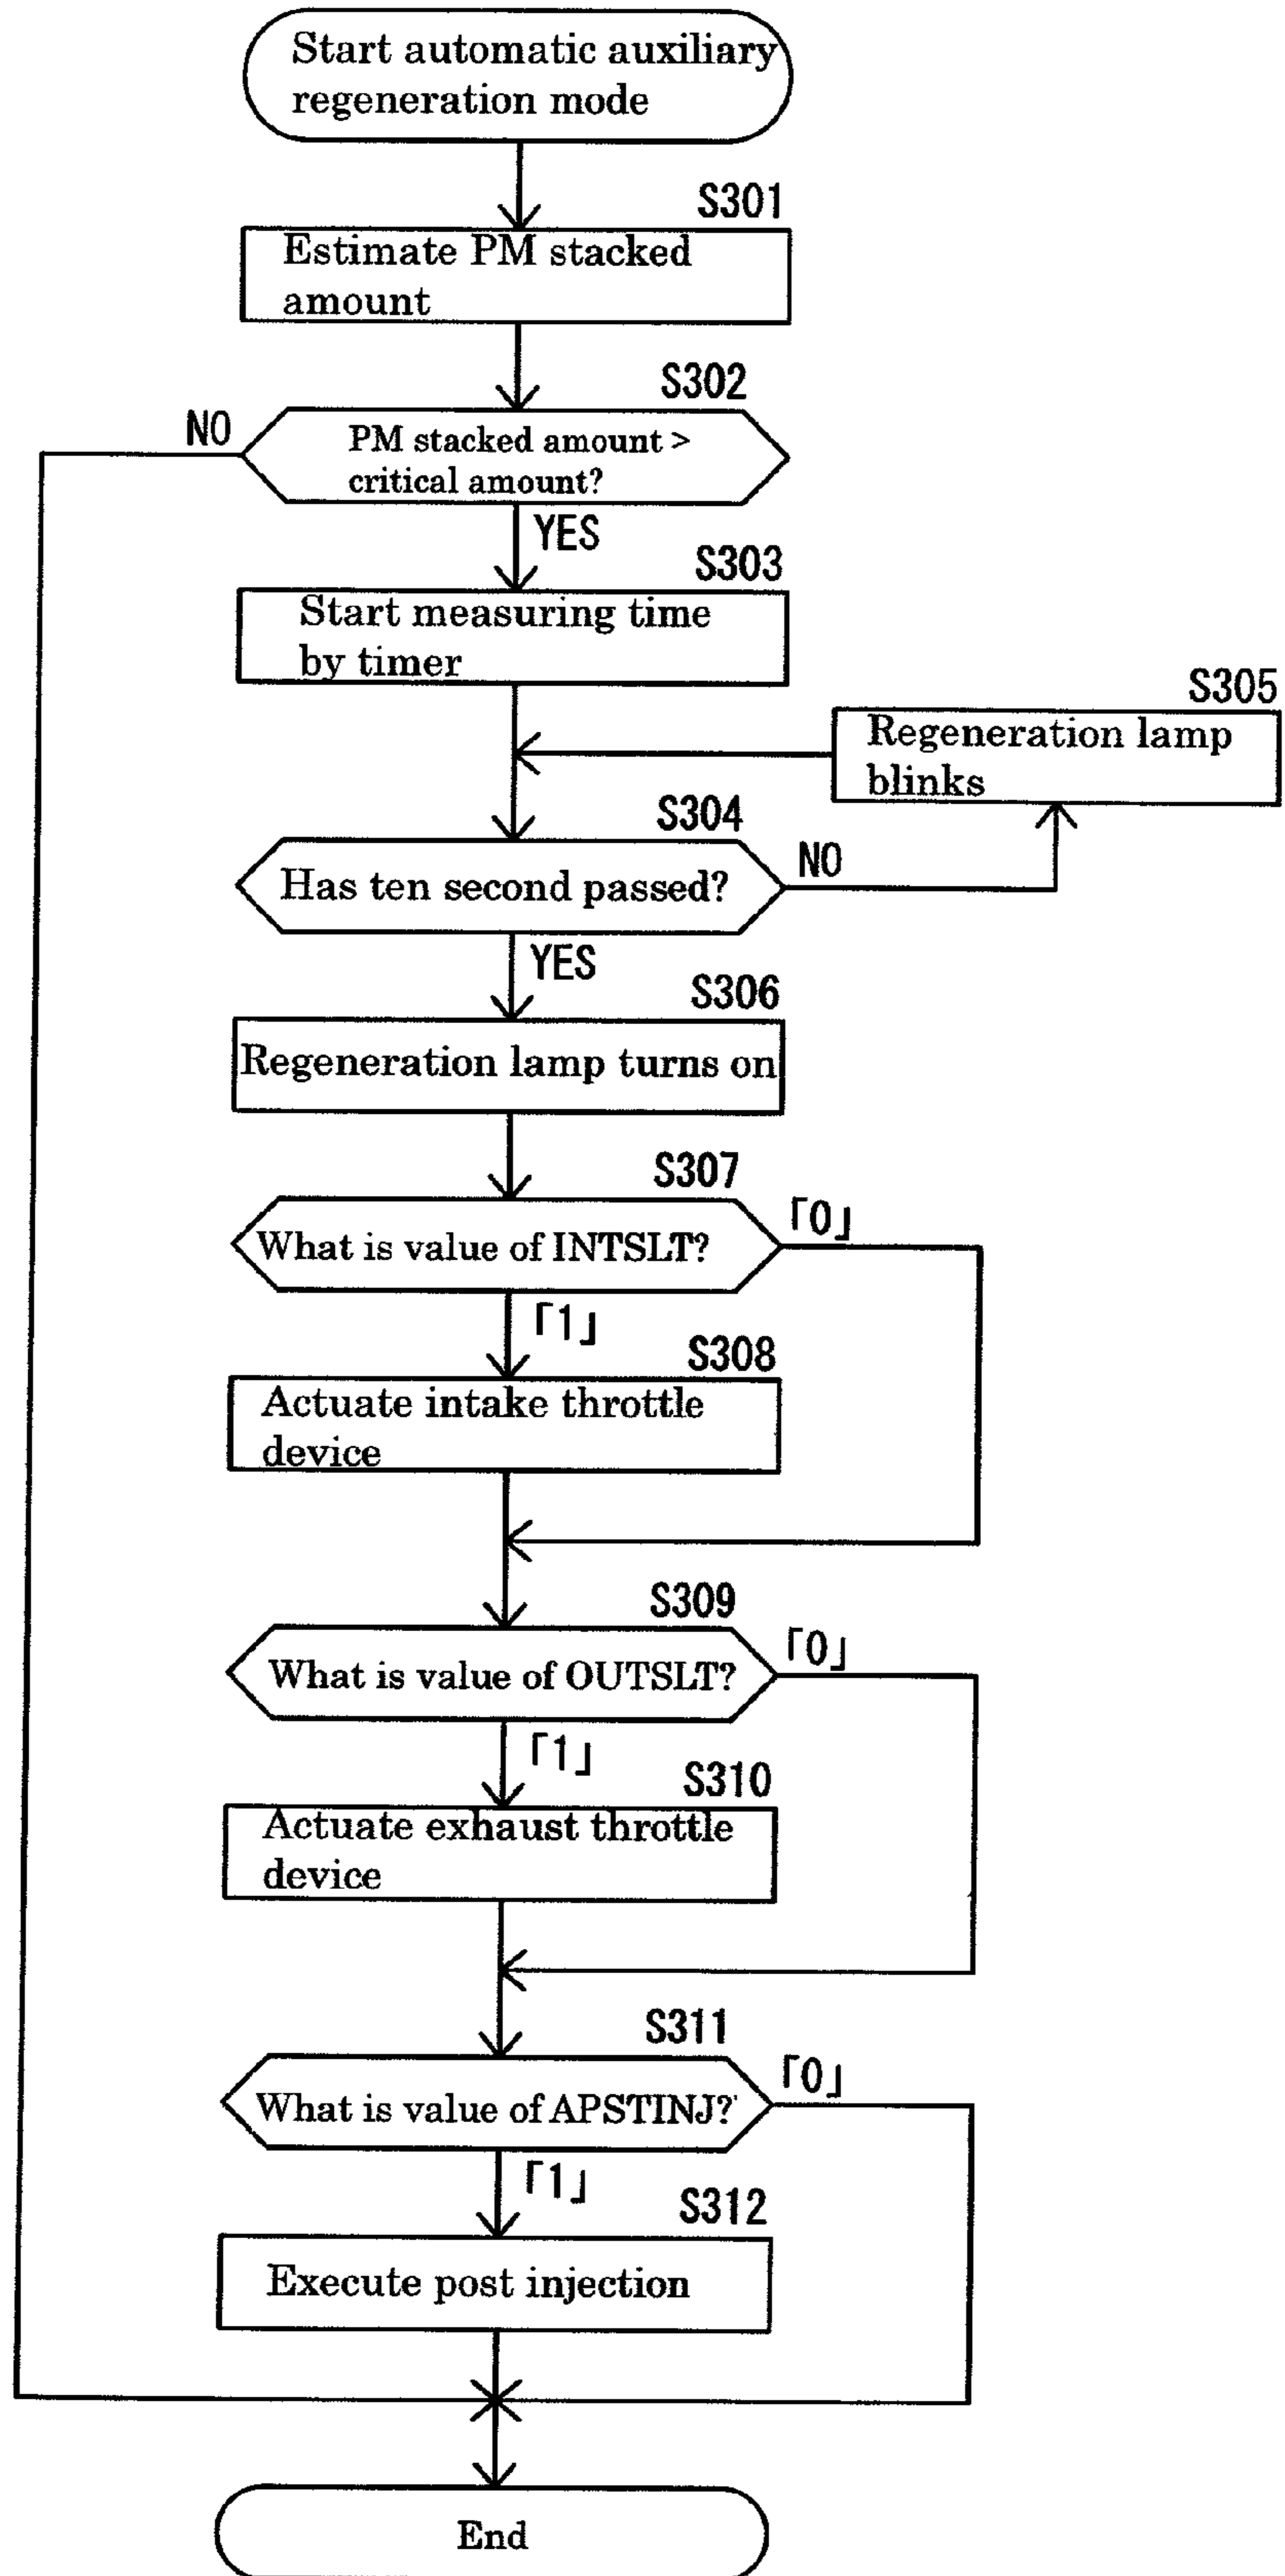 Start automatic auxiliary
regeneration mode
S301
Estimate PM stacked
amount
S302
NO
PM stacked amount >
critical amount?
YES
S303
Start measuring time
by timer
S305
Regeneration lamp
blinks
S304
Has ten second passed?
NO
YES
S306
Regeneration lamp turns on
S307
What is value of INTSLT?
「0」
「1」
S308
Actuate intake throttle
device
S309
What is value of OUTSLT?
「0」
「1」
S310
Actuate exhaust throttle
device
S311
What is value of APSTINJ?
「0」
「1」
S312
Execute post injection
End